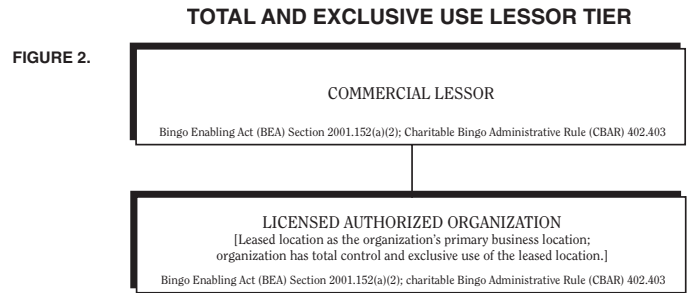 TOTAL AND EXCLUSIVE USE LESSOR TIER
FIGURE 2.
COMMERCIAL LESSOR
Bingo Enabling Act (BEA) Section 2001.152(a)(2); Charitable Bingo Administrative Rule (CBAR) 402.403
LICENSED AUTHORIZED ORGANIZATION
[Leased location as the organization's primary business location;
organization has total control and exclusive use of the leased location.]
Bingo Enabling Act (BEA) Section 2001.152(a)(2); charitable Bingo Administrative Rule (CBAR) 402.403